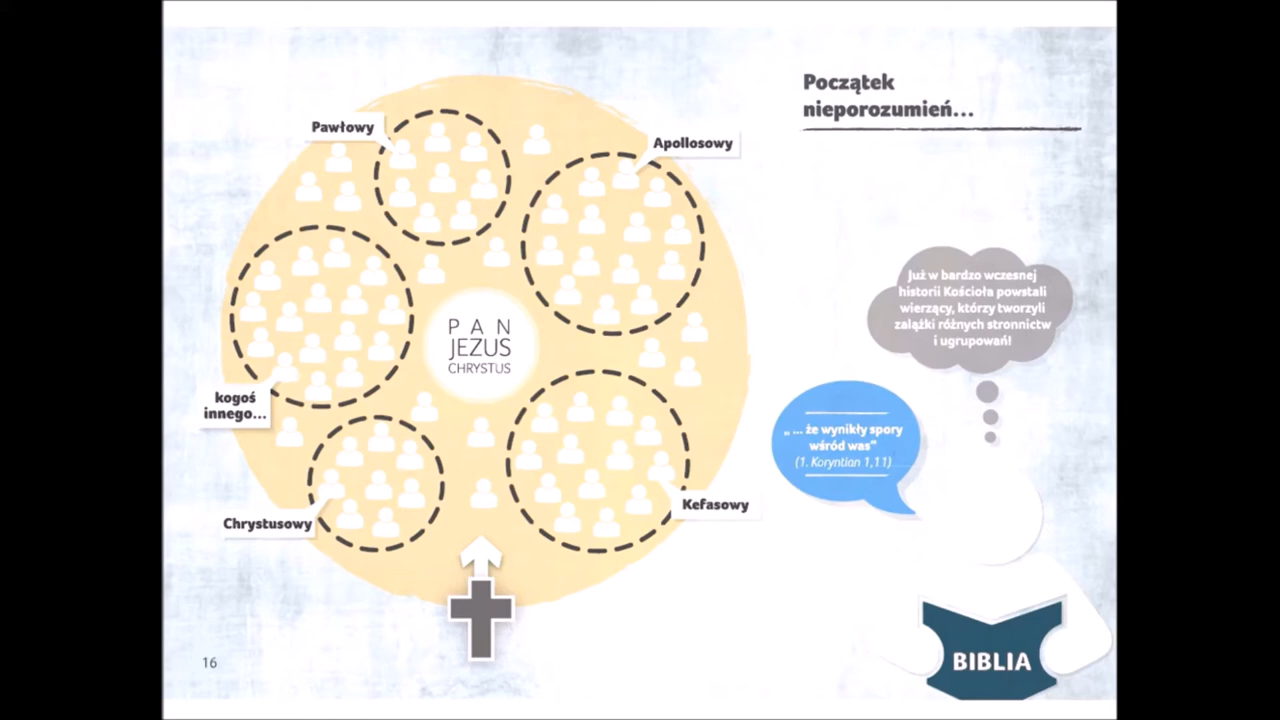 Początek
nieporozumień...
Pawłowy
Apollosowy
Już w bardzo wczesnej
historii Kościoła powstali
wierzący, którzy tworzyli
zalążki różnych stronnictw
i ugrupowań!
PAN
JEZUS
CHRYSTUS
kogoś
innego...
„ ... że wynikły spory
wśród was”
(1. Koryntian 1,11)
Kefasowy
Chrystusowy
16
BIBLIA